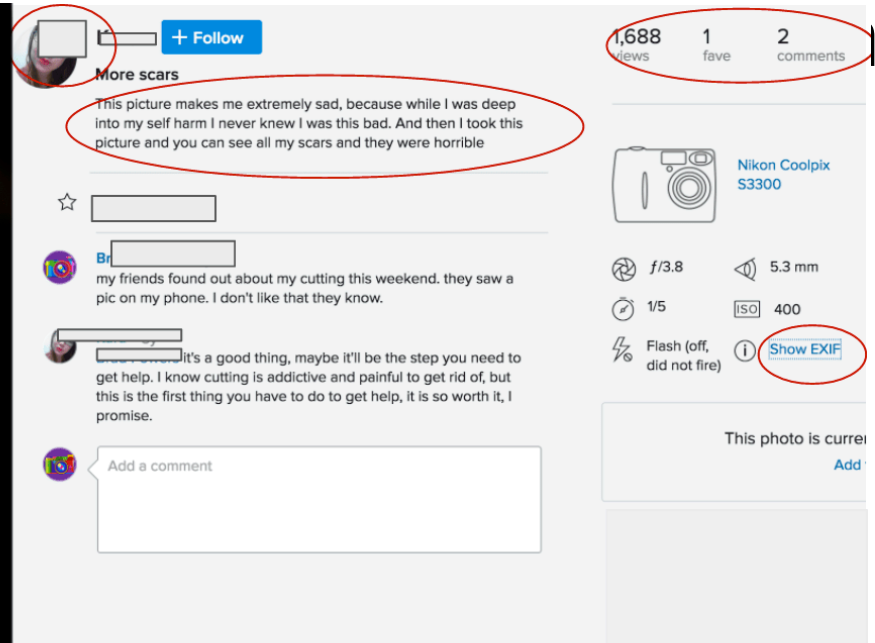 + Follow
More scars
This picture makes me extremely sad, because while I was deep
into my self harm I never knew I was this bad. And then I took this
picture and you can see all my scars and they were horrible
Br
my friends found out about my cutting this weekend. they saw a
pic on my phone. I don't like that they know.
it's a good thing, maybe it'll be the step you need to
get help. I know cutting is addictive and painful to get rid of, but
this is the first thing you have to do to get help, it is so worth it, I
promise.
Add a comment
1,688 1 2
views fave comments
Nikon Coolpix
S3300
ƒ/3.8 5.3 mm
1/5 ISO 400
Flash (off,
did not fire)
Show EXIF
This photo is curre
Add